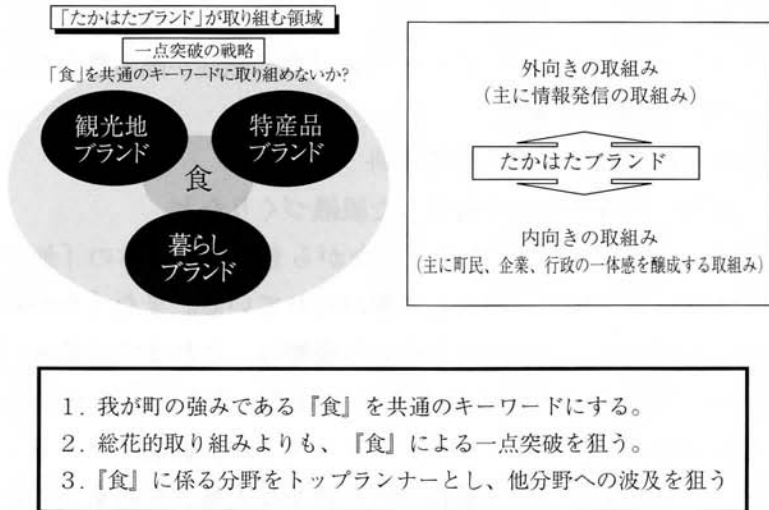 「たかはたブランド」が取り組む領域
一点突破の戦略
「食」を共通のキーワードに取り組めないか?
観光地
ブランド
特産品
ブランド
食
暮らし
ブランド
外向きの取組み
(主に情報発信の取組み)
たかはたブランド
内向きの取組み
(主に町民、企業、行政の一体感を醸成する取組み)
1. 我が町の強みである『食』を共通のキーワードにする。
2. 総花的取り組みよりも、『食』による一点突破を狙う。
3.『食』に係る分野をトップランナーとし、他分野への波及を狙う